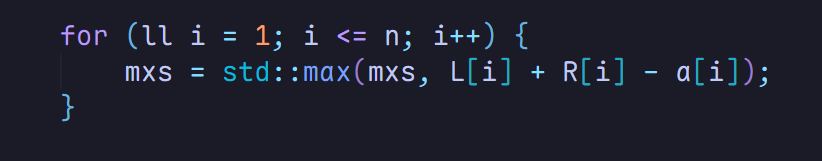 for (ll i = 1; i <= n; i++) {
    mxs = std::max(mxs, L[i] + R[i] - a[i]);
}